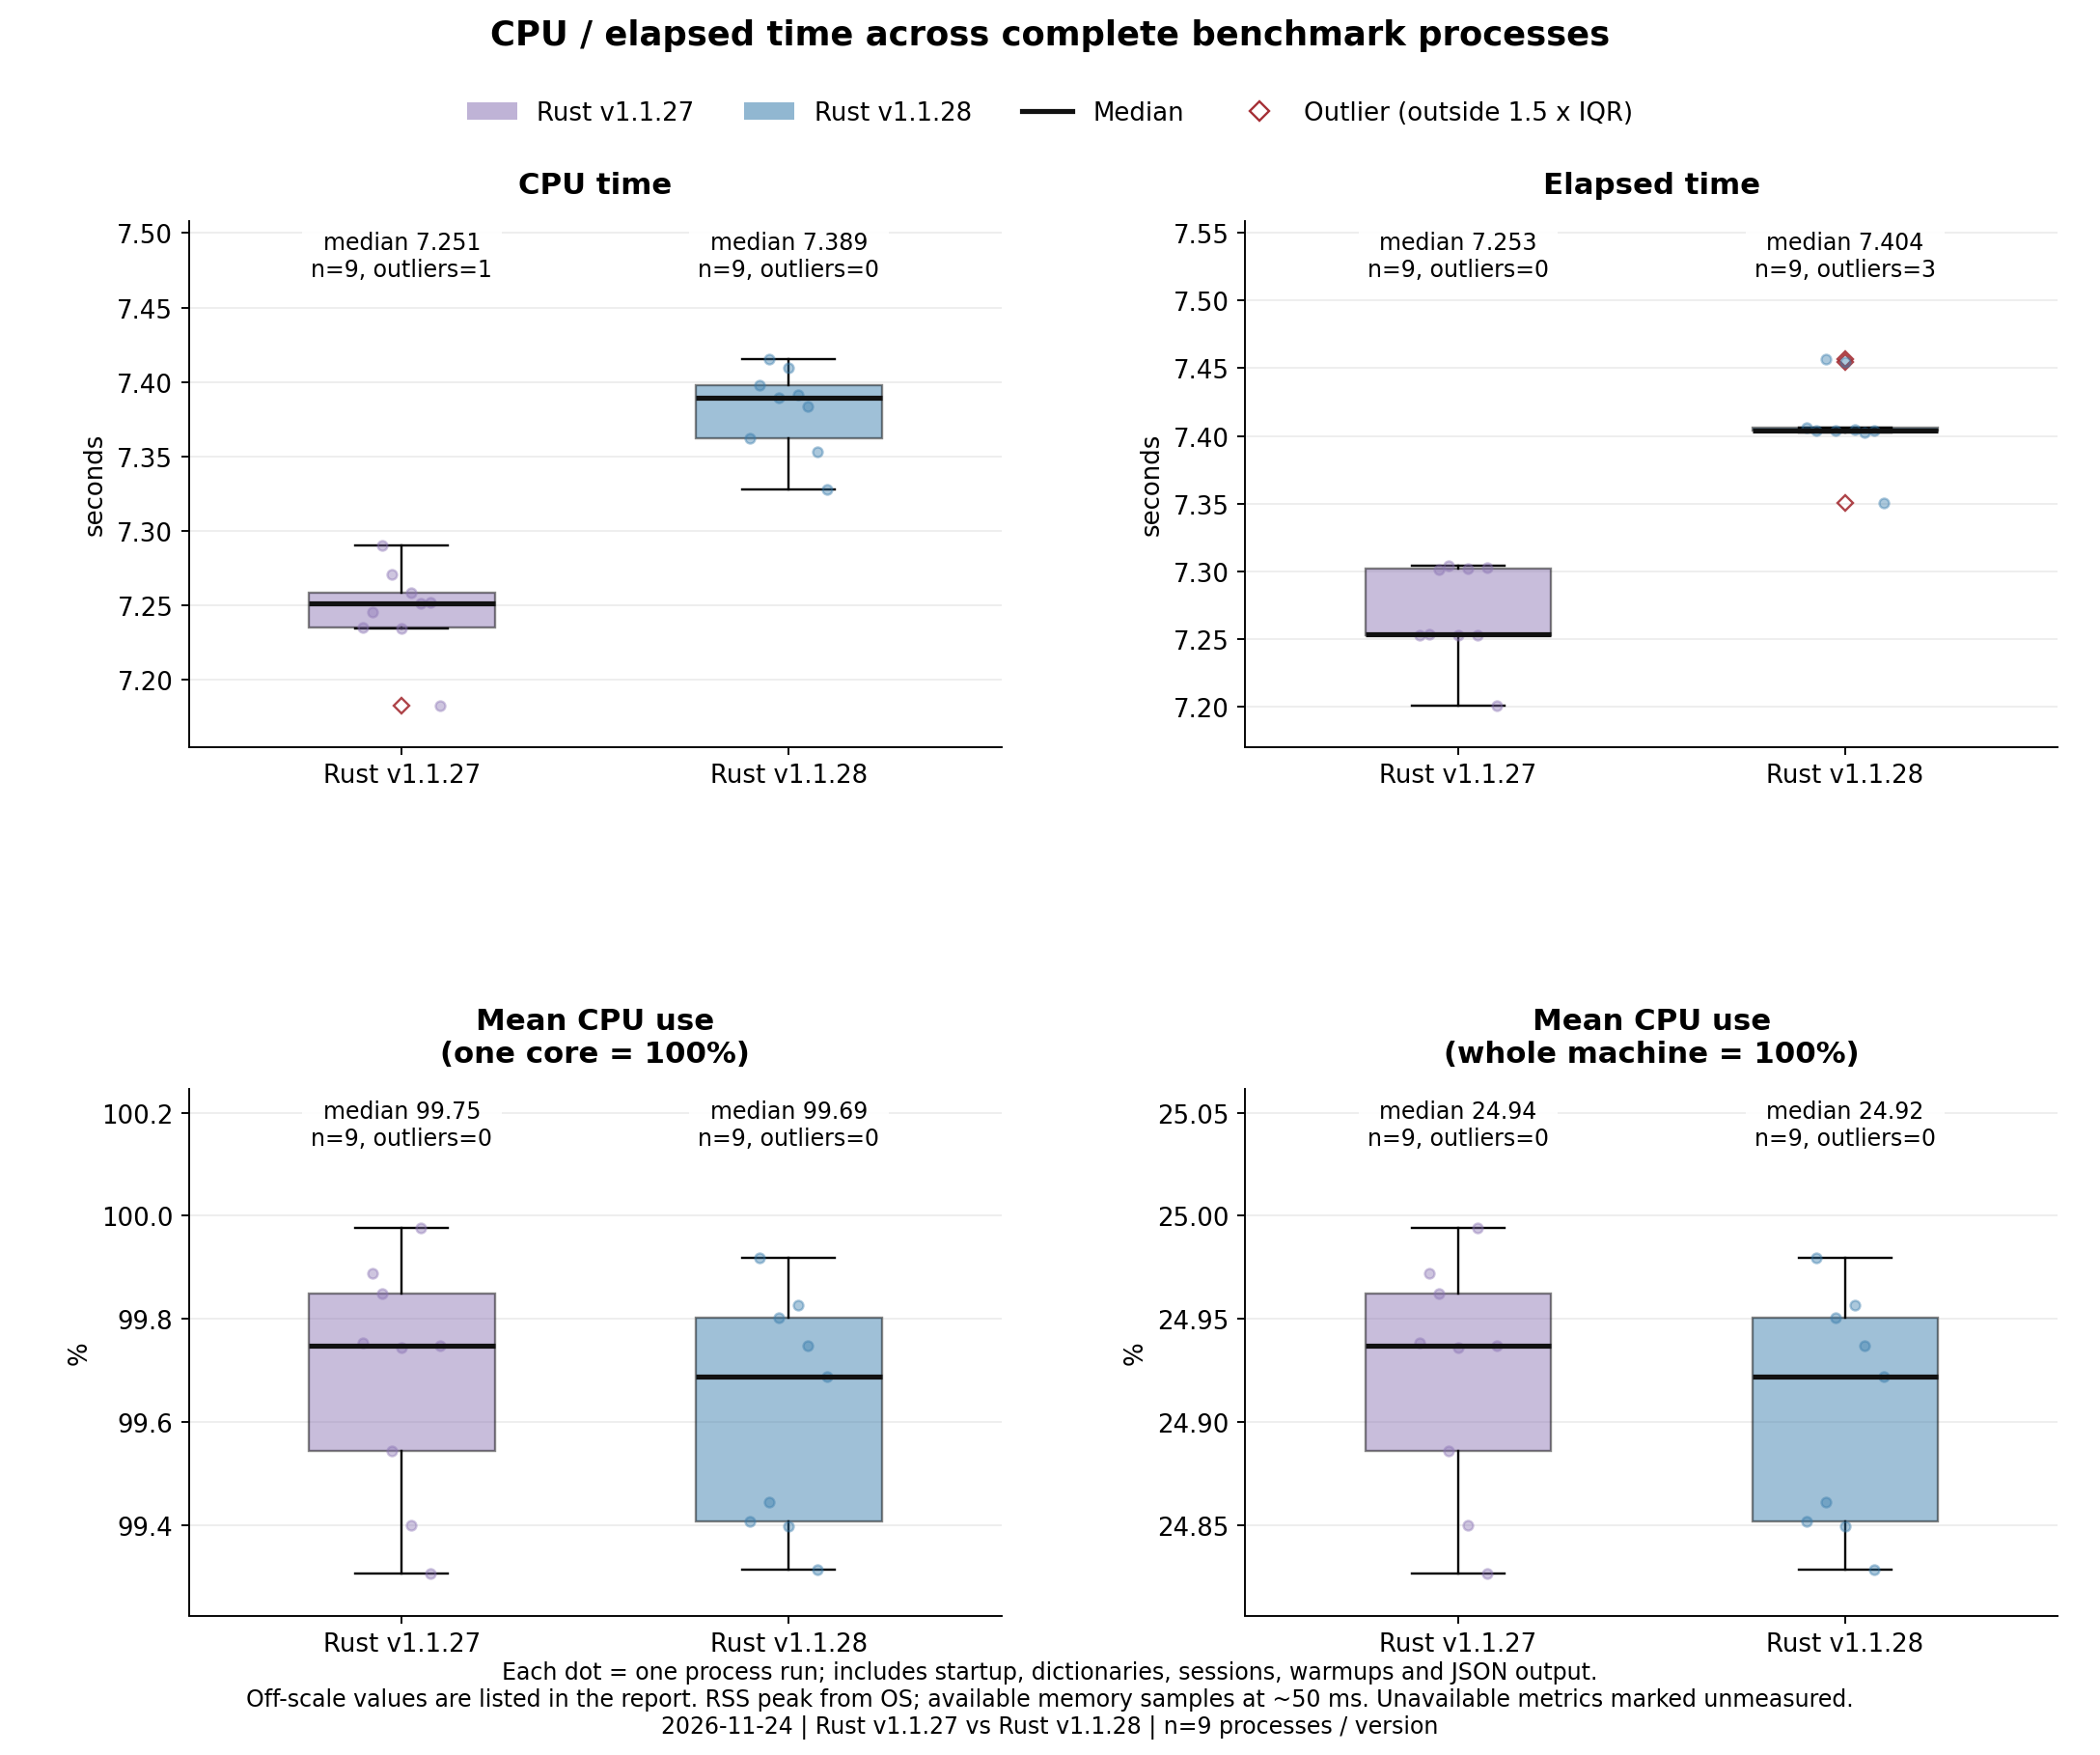 CPU / elapsed time across complete benchmark processes
Rust v1.1.27
Rust v1.1.28
Median
Outlier (outside 1.5 x IQR)
CPU time
seconds
7.50
7.45
7.40
7.35
7.30
7.25
7.20
median 7.251
n=9, outliers=1
median 7.389
n=9, outliers=0
Rust v1.1.27
Rust v1.1.28
Elapsed time
seconds
7.55
7.50
7.45
7.40
7.35
7.30
7.25
7.20
median 7.253
n=9, outliers=0
median 7.404
n=9, outliers=3
Rust v1.1.27
Rust v1.1.28
Mean CPU use
(one core = 100%)
%
100.2
100.0
99.8
99.6
99.4
median 99.75
n=9, outliers=0
median 99.69
n=9, outliers=0
Rust v1.1.27
Rust v1.1.28
Mean CPU use
(whole machine = 100%)
%
25.05
25.00
24.95
24.90
24.85
median 24.94
n=9, outliers=0
median 24.92
n=9, outliers=0
Rust v1.1.27
Rust v1.1.28
Each dot = one process run; includes startup, dictionaries, sessions, warmups and JSON output.
Off-scale values are listed in the report. RSS peak from OS; available memory samples at ~50 ms. Unavailable metrics marked unmeasured.
2026-11-24 | Rust v1.1.27 vs Rust v1.1.28 | n=9 processes / version